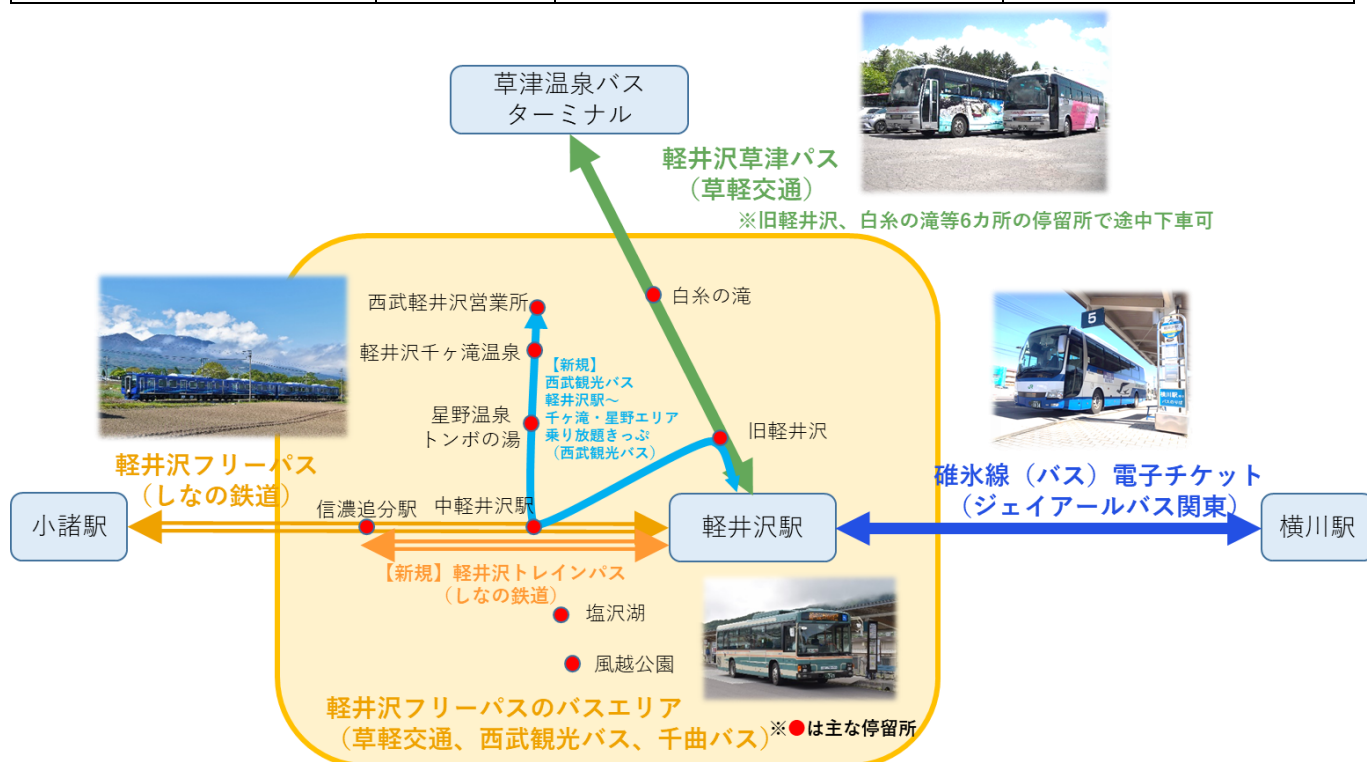 草津温泉バス
ターミナル
軽井沢草津パス
（草軽交通）
※旧軽井沢、白糸の滝等6カ所の停留所で途中下車可
西武軽井沢営業所
白糸の滝
軽井沢千ヶ滝温泉
【新規】
西武観光バス
軽井沢駅～
千ヶ滝・星野エリア
乗り放題きっぷ
（西武観光バス）
星野温泉
トンボの湯
旧軽井沢
5
軽井沢フリーパス
（しなの鉄道）
碓氷線（バス）電子チケット
（ジェイアールバス関東）
小諸駅
信濃追分駅
中軽井沢駅
軽井沢駅
横川駅
【新規】軽井沢トレインパス
（しなの鉄道）
塩沢湖
風越公園
軽井沢フリーパスのバスエリア
（草軽交通、西武観光バス、千曲バス）
※●は主な停留所